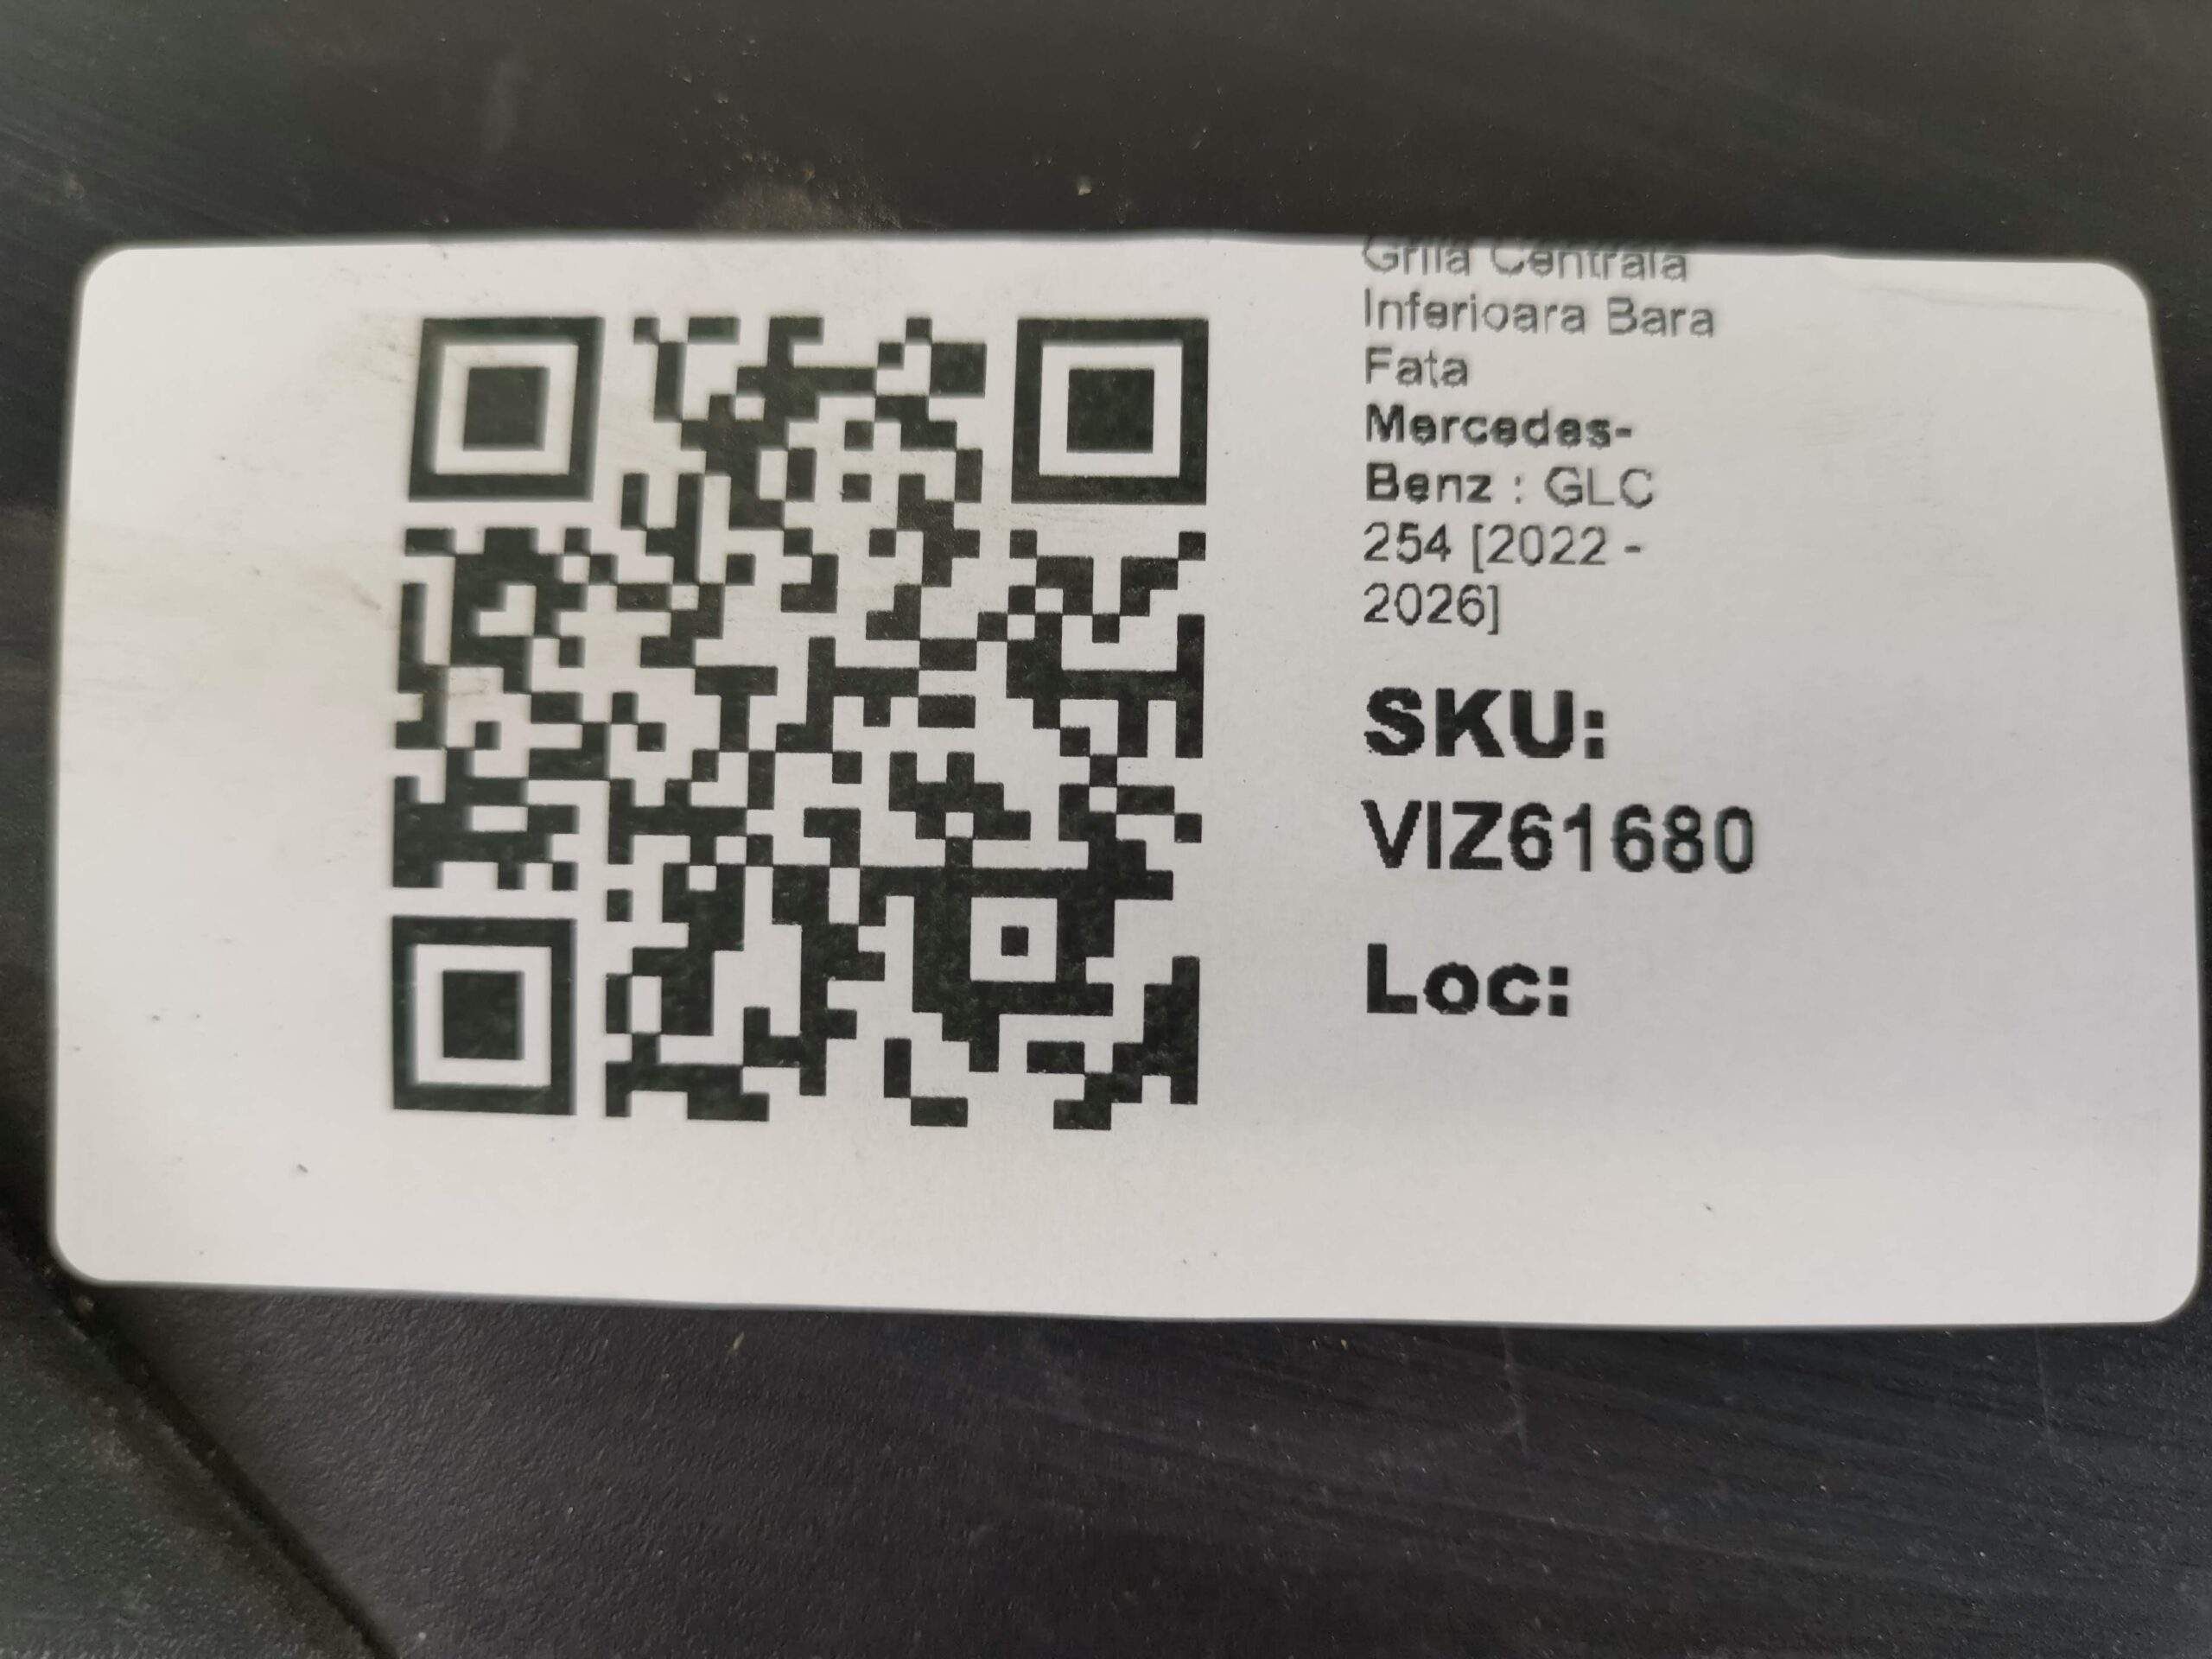 Grila Centrala
Inferioara Bara
Fata
Mercedes-
Benz : GLC
254 [2022 -
2026]
SKU:
VIZ61680
Loc: